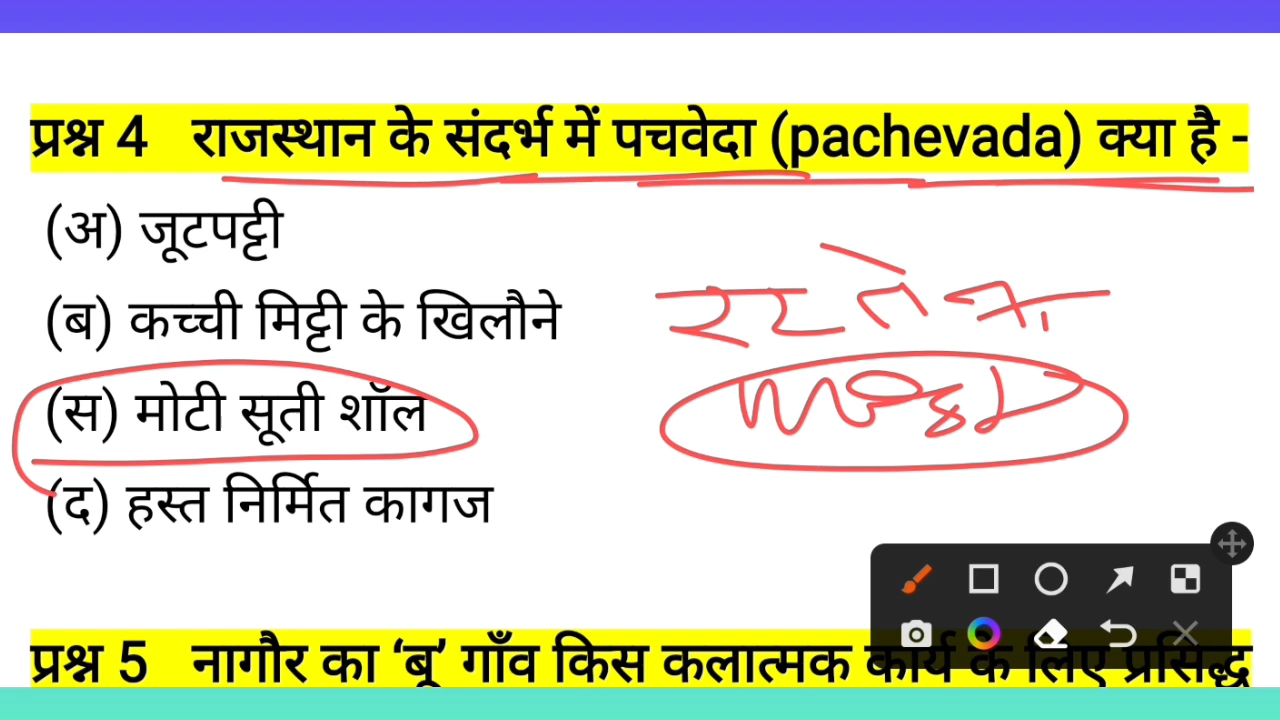 प्रश्न 4 राजस्थान के संदर्भ में पचवेदा (pachevada) क्या है -
(अ) जूटपट्टी
(ब) कच्ची मिट्टी के खिलौने
(स) मोटी सूती शॉल
(द) हस्त निर्मित कागज
प्रश्न 5 नागौर का ‘बू’ गाँव किस कलात्मक कार्य के लिए प्रसिद्ध